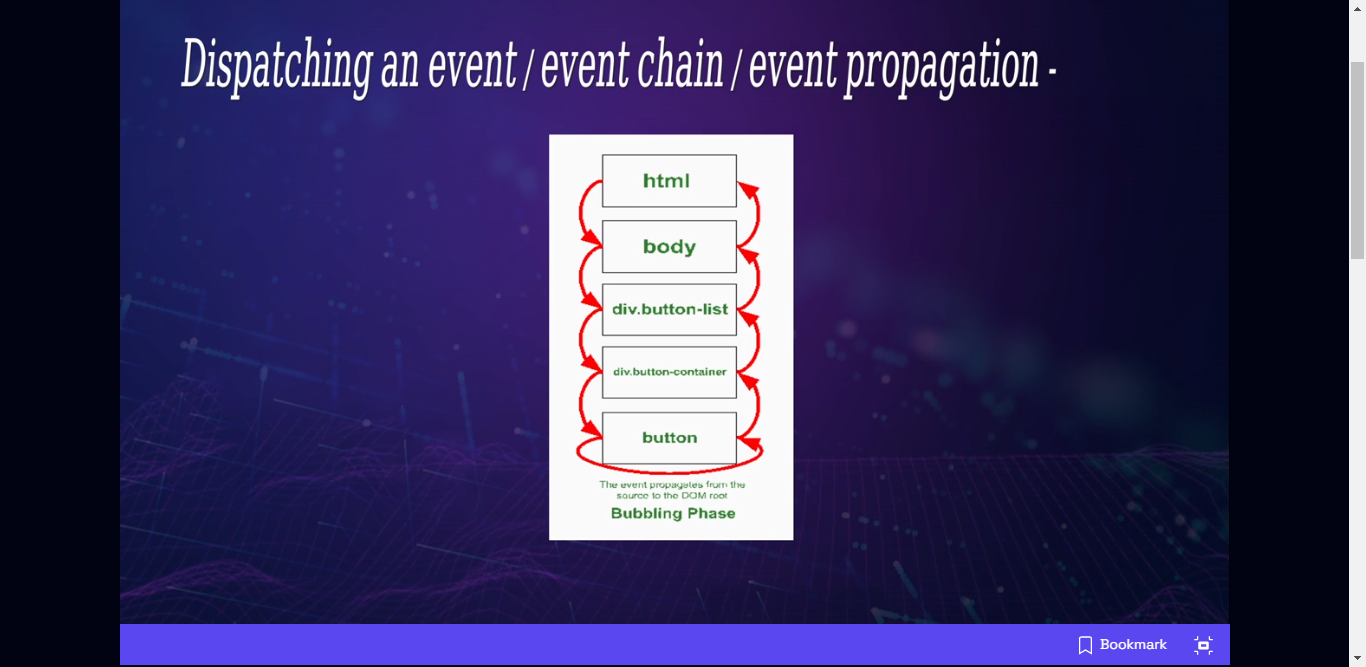 Dispatching an event / event chain / event propagation -
html
body
div.button-list
div.button-container
button
The event propagates from the
source to the DOM root
Bubbling Phase
Bookmark